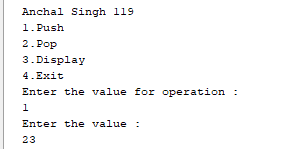 Anchal Singh 119
1.Push
2.Pop
3.Display
4.Exit
Enter the value for operation :
1
Enter the value :
23